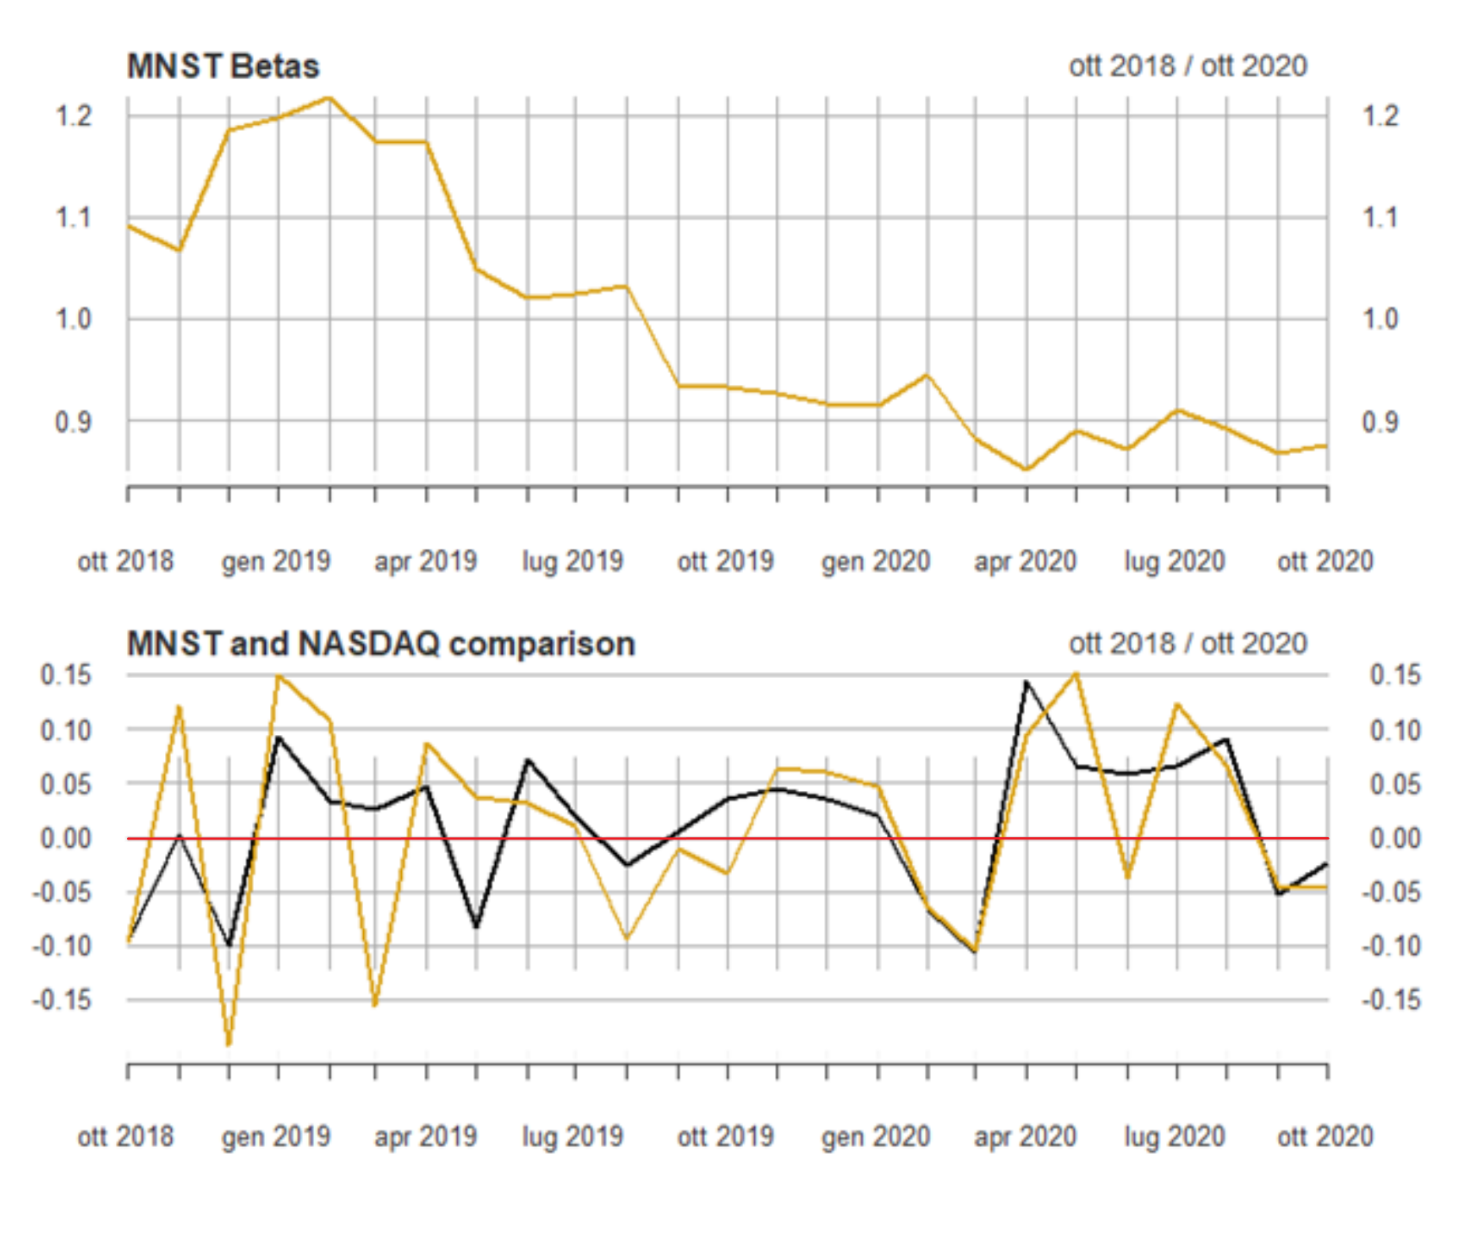 MNST Betas ott 2018 / ott 2020
1.2 1.2
1.1 1.1
1.0 1.0
0.9 0.9
ott 2018 gen 2019 apr 2019 lug 2019 ott 2019 gen 2020 apr 2020 lug 2020 ott 2020
MNST and NASDAQ comparison ott 2018 / ott 2020
0.15 0.15
0.10 0.10
0.05 0.05
0.00 0.00
-0.05 -0.05
-0.10 -0.10
-0.15 -0.15
ott 2018 gen 2019 apr 2019 lug 2019 ott 2019 gen 2020 apr 2020 lug 2020 ott 2020